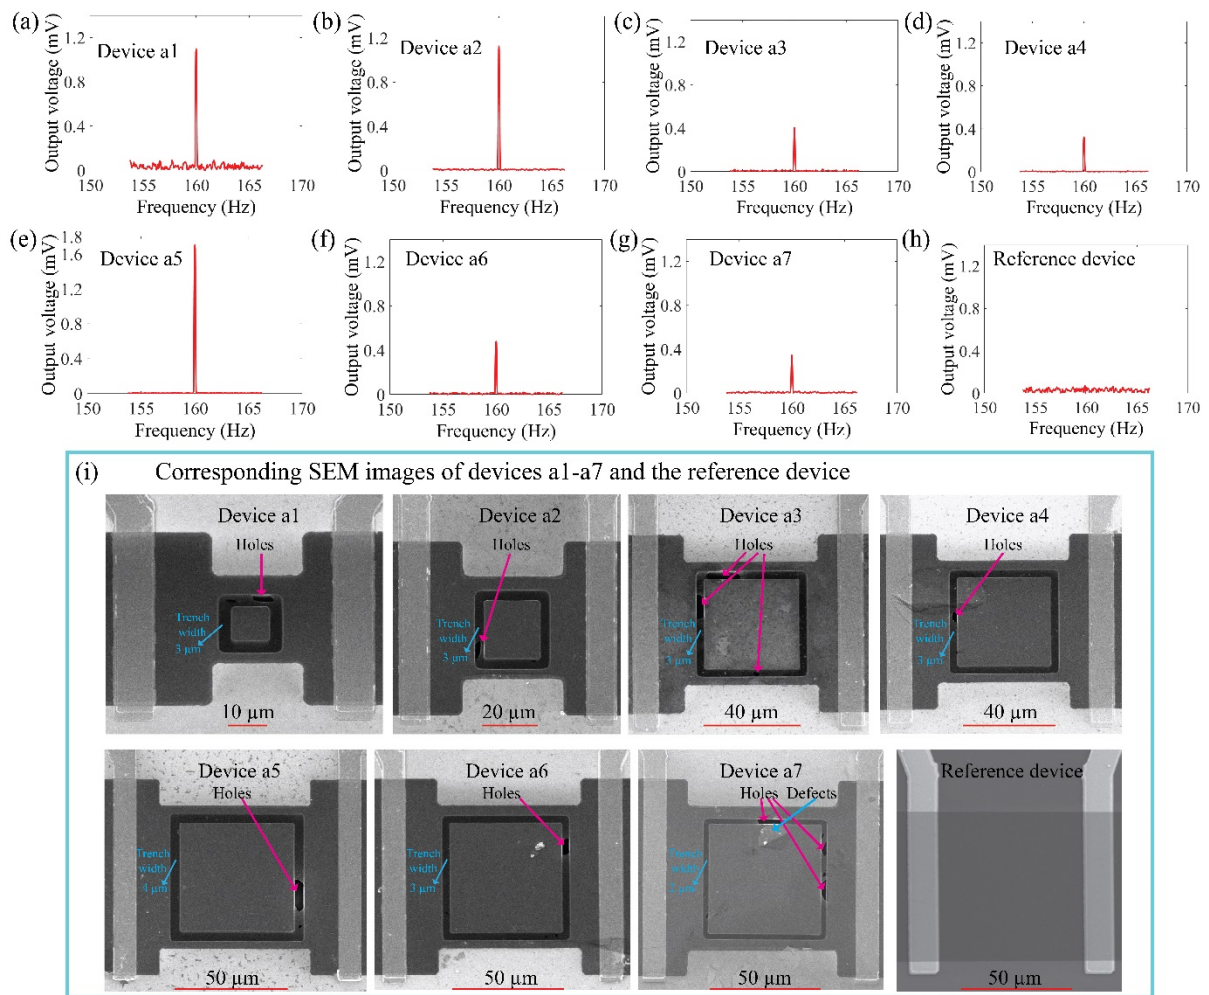 (a)
Output voltage (mV)
1.2
0.8
0.4
0
Device a1
150 155 160 165 170
Frequency (Hz)
(b)
Output voltage (mV)
1.2
0.8
0.4
0
Device a2
150 155 160 165 170
Frequency (Hz)
(c)
Output voltage (mV)
1.2
0.8
0.4
0
Device a3
150 155 160 165 170
Frequency (Hz)
(d)
Output voltage (mV)
1.2
0.8
0.4
0
Device a4
150 155 160 165 170
Frequency (Hz)
(e)
Output voltage (mV)
1.8
1.6
1.2
0.8
0.4
0
Device a5
150 155 160 165 170
Frequency (Hz)
(f)
Output voltage (mV)
1.2
0.8
0.4
0
Device a6
150 155 160 165 170
Frequency (Hz)
(g)
Output voltage (mV)
1.2
0.8
0.4
0
Device a7
150 155 160 165 170
Frequency (Hz)
(h)
Output voltage (mV)
1.2
0.8
0.4
0
Reference device
150 155 160 165 170
Frequency (Hz)
(i) Corresponding SEM images of devices a1-a7 and the reference device
Device a1
Holes
Trench
width
3 μm
10 μm
Device a2
Holes
Trench
width
3 μm
20 μm
Device a3
Holes
Trench
width
3 μm
40 μm
Device a4
Holes
Trench
width
3 μm
40 μm
Device a5
Holes
Trench
width
4 μm
50 μm
Device a6
Holes
Trench
width
3 μm
50 μm
Device a7
Holes Defects
Trench
width
50 μm
Reference device
50 μm